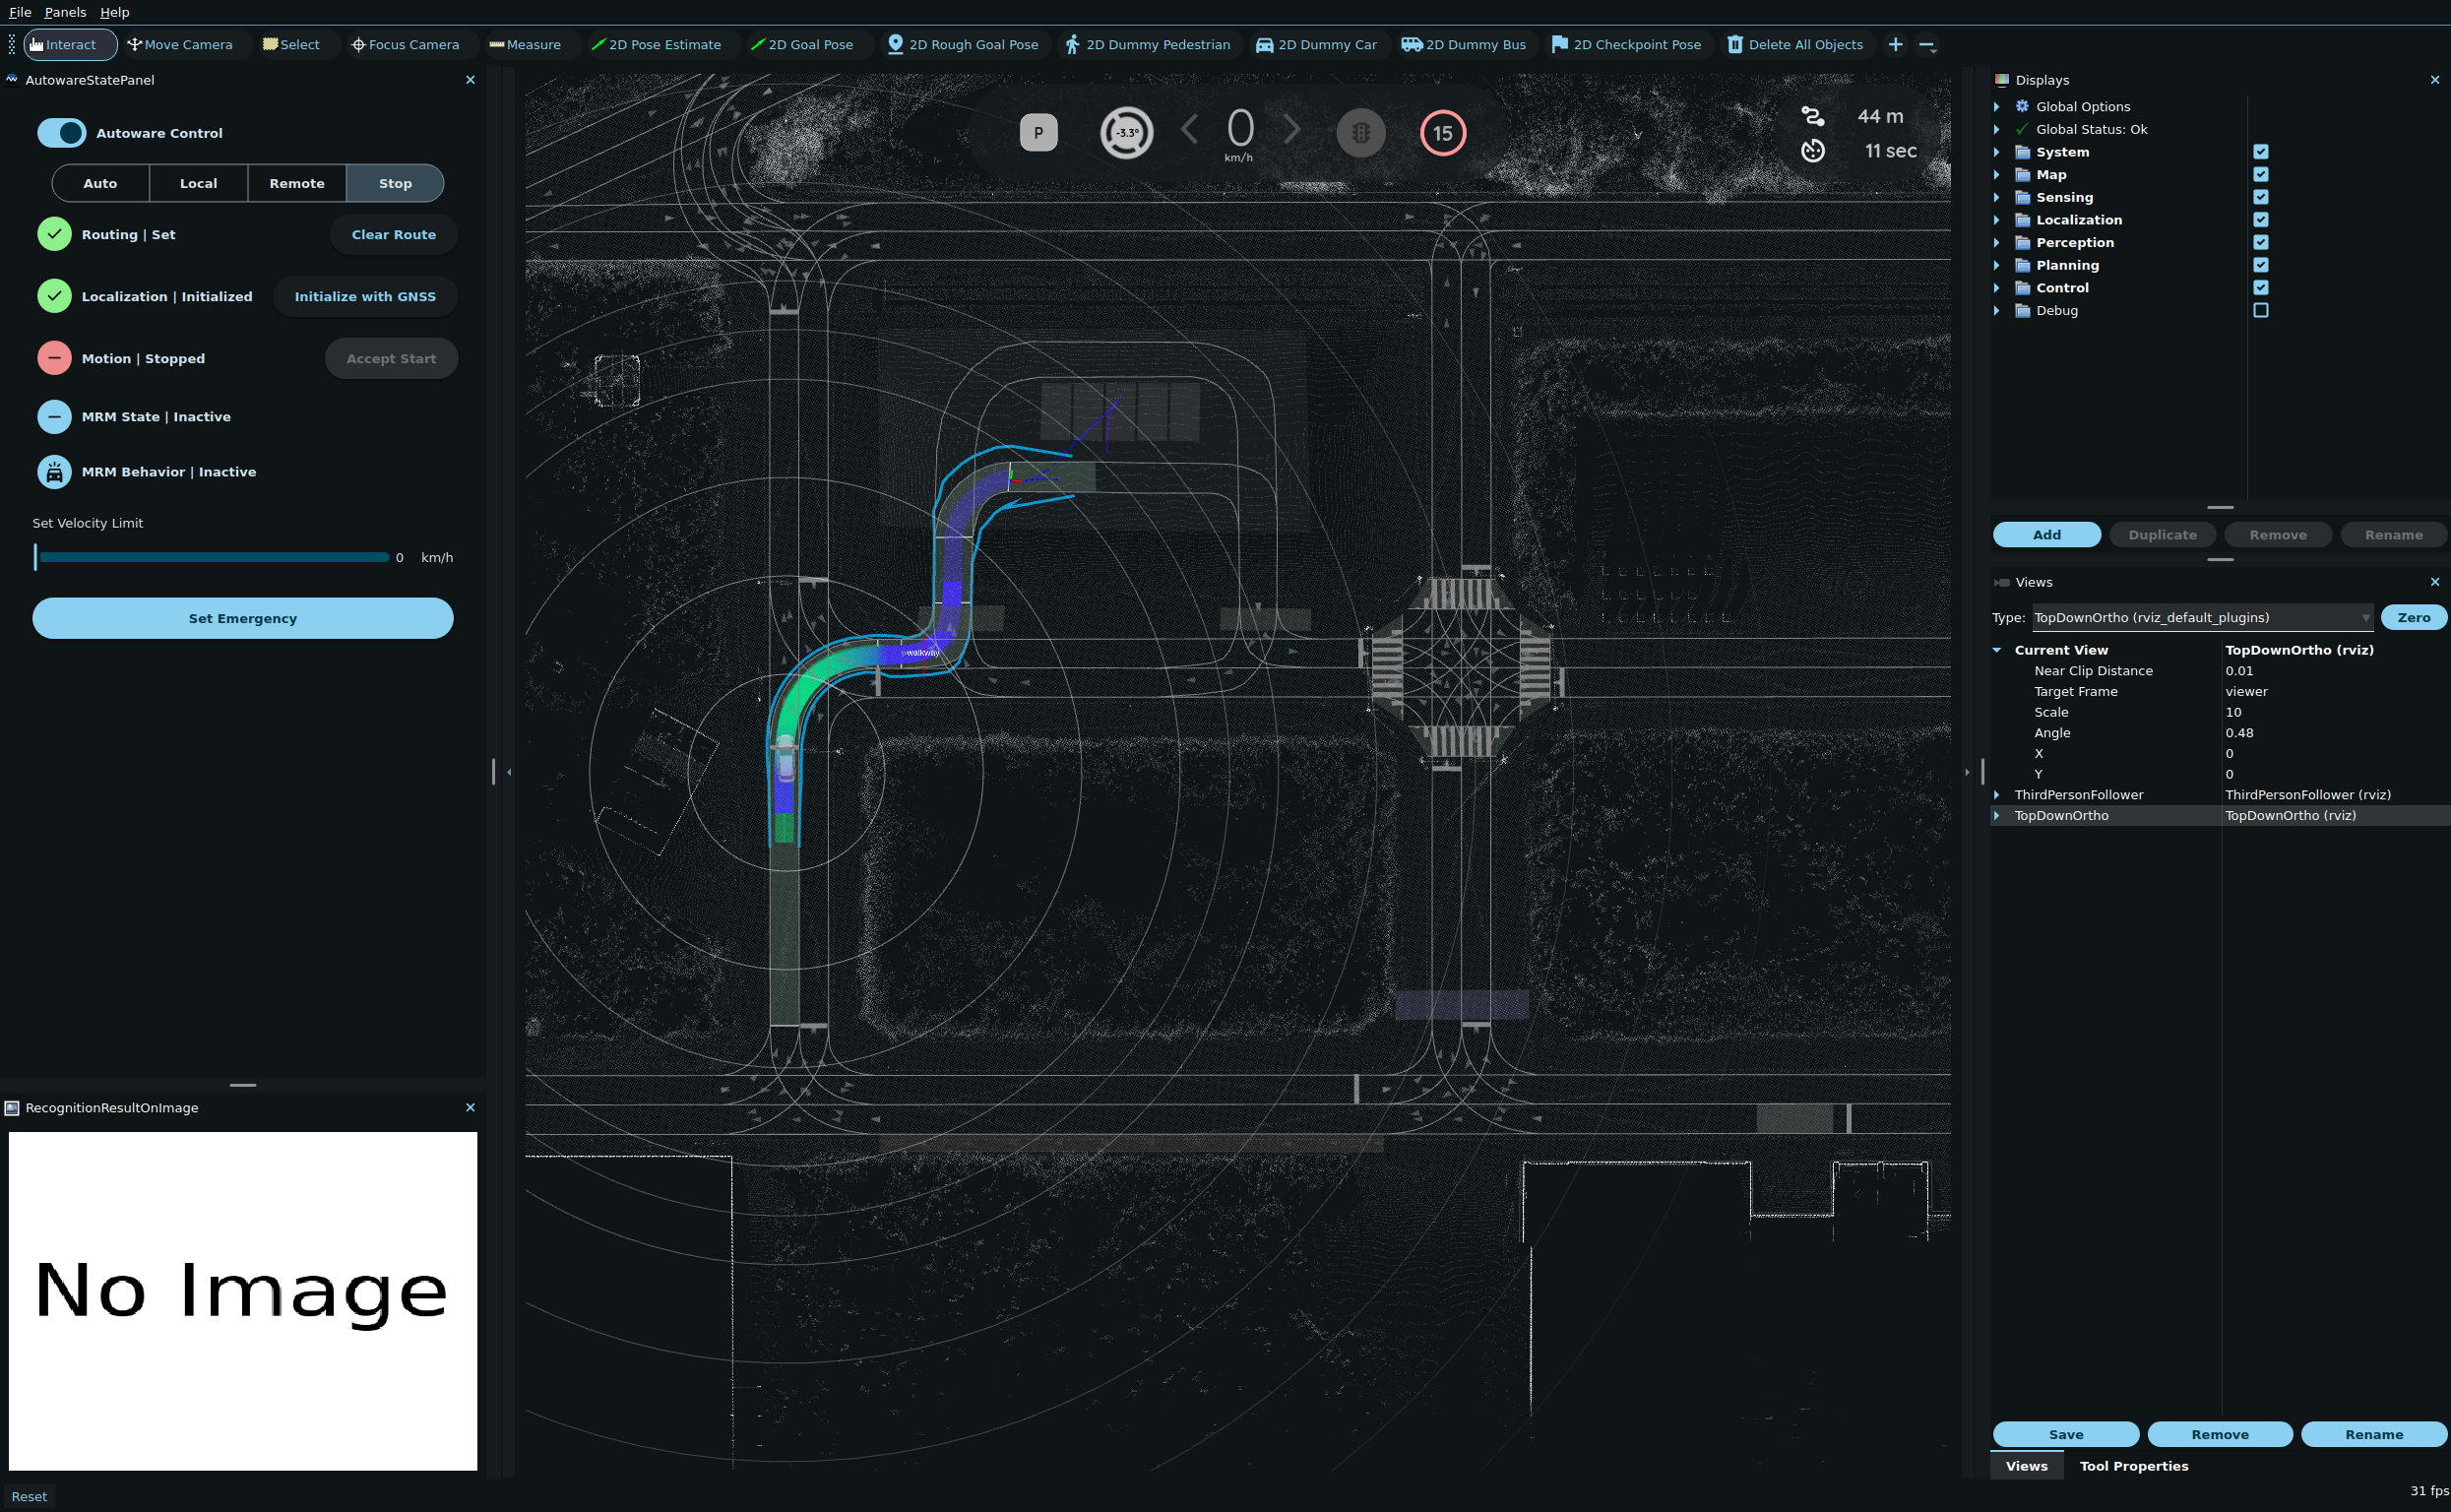 File Panels Help
Interact Move Camera Select Focus Camera Measure 2D Pose Estimate 2D Goal Pose 2D Rough Goal Pose 2D Dummy Pedestrian 2D Dummy Car 2D Dummy Bus 2D Checkpoint Pose Delete All Objects
AutowareStatePanel
Autoware Control
Auto Local Remote Stop
Routing | Set Clear Route
Localization | Initialized Initialize with GNSS
Motion | Stopped Accept Start
MRM State | Inactive
MRM Behavior | Inactive
Set Velocity Limit
0 km/h
Set Emergency
RecognitionResultOnImage
No Image
Reset
P -3.3° 0 15
km/h
44 m
11 sec
walkway
Displays
Global Options
Global Status: Ok
System
Map
Sensing
Localization
Perception
Planning
Control
Debug
Add Duplicate Remove Rename
Views
Type: TopDownOrtho (rviz_default_plugins) Zero
Current View TopDownOrtho (rviz)
Near Clip Distance 0.01
Target Frame viewer
Scale 10
Angle 0.48
X 0
Y 0
ThirdPersonFollower ThirdPersonFollower (rviz)
TopDownOrtho TopDownOrtho (rviz)
Save Remove Rename
Views Tool Properties
31 fps